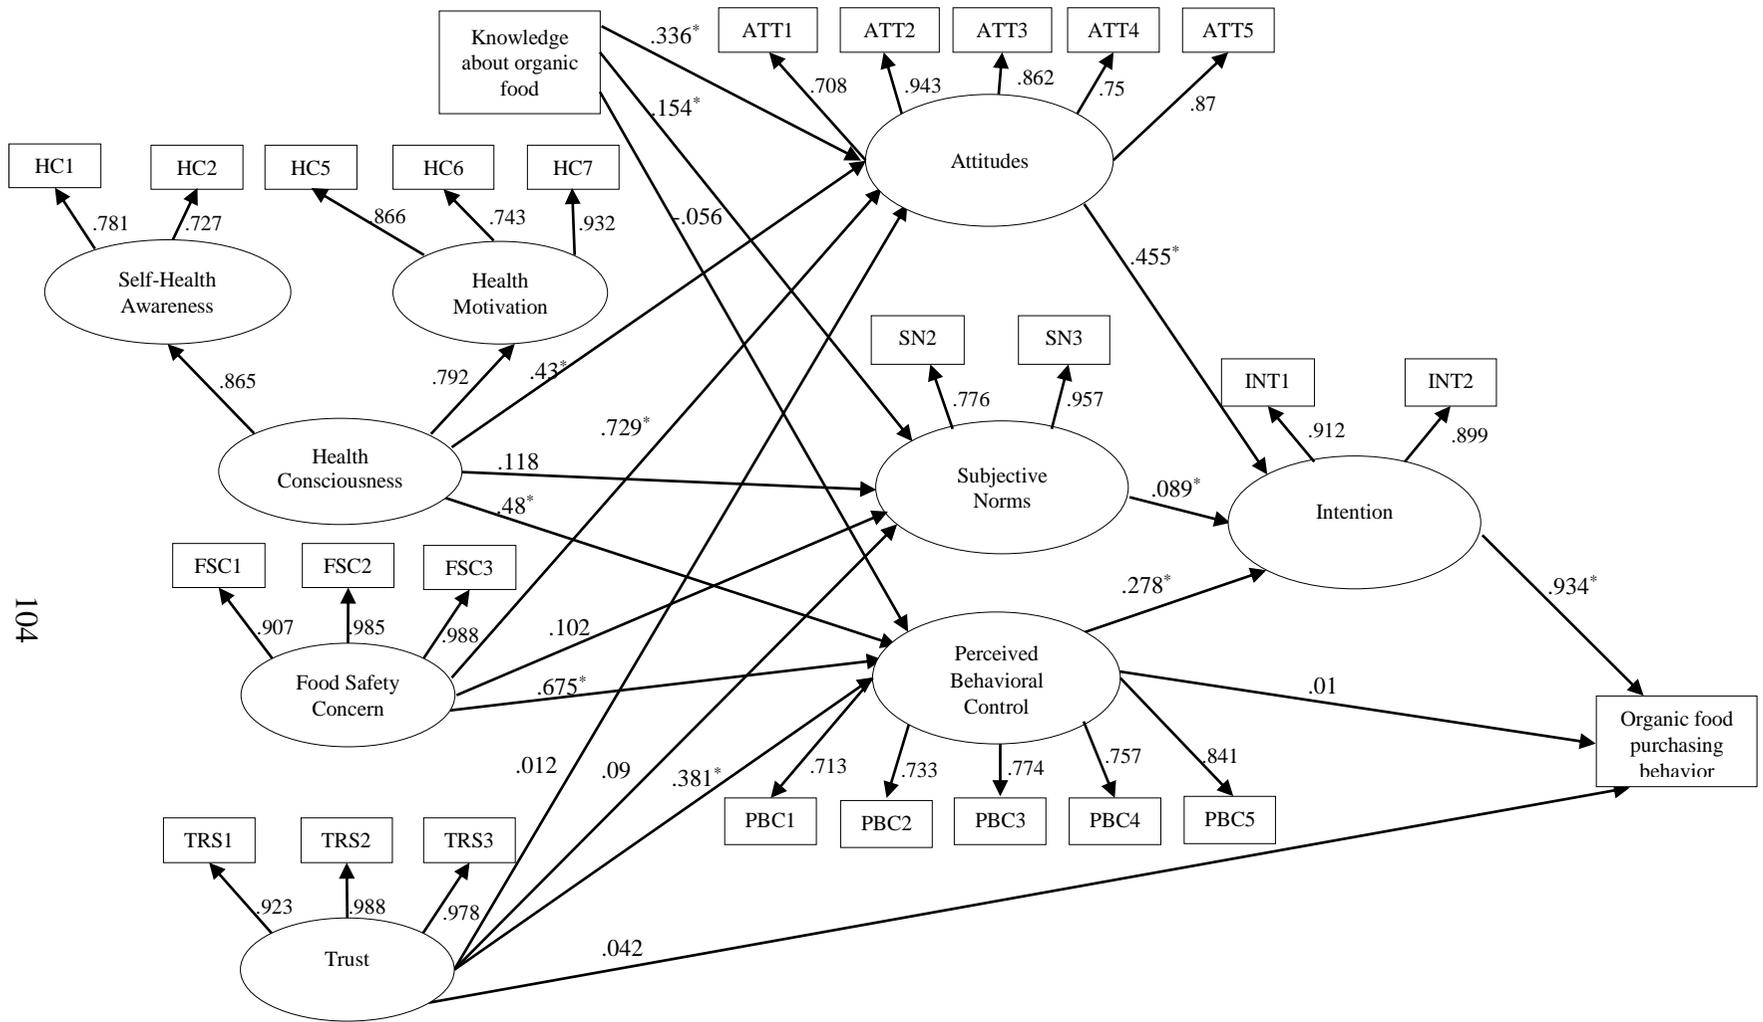 Knowledge
about organic
food
.336*
.154*
-.056
ATT1
ATT2
ATT3
ATT4
ATT5
.708
.943
.862
.75
.87
Attitudes
HC1
HC2
HC5
HC6
HC7
.781
.727
.866
.743
.932
Self-Health
Awareness
Health
Motivation
.455*
SN2
SN3
.776
.957
INT1
INT2
.912
.899
.865
.792
.43*
.729*
Health
Consciousness
.118
.48*
Subjective
Norms
.089*
Intention
FSC1
FSC2
FSC3
.907
.985
.988
.102
.278*
.934*
104
Food Safety
Concern
.675*
Perceived
Behavioral
Control
.01
Organic food
purchasing
behavior
.012
.09
.381*
.713
.733
.774
.757
.841
PBC1
PBC2
PBC3
PBC4
PBC5
TRS1
TRS2
TRS3
.923
.988
.978
Trust
.042